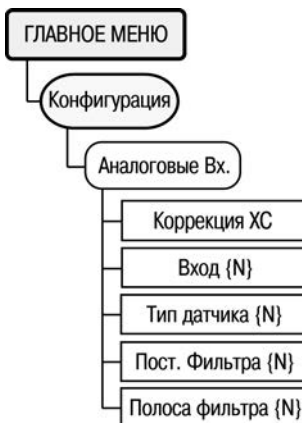 ГЛАВНОЕ МЕНЮ
Конфигурация
Аналоговые Вх.
Коррекция ХС
Вход {N}
Тип датчика {N}
Пост. Фильтра {N}
Полоса фильтра {N}